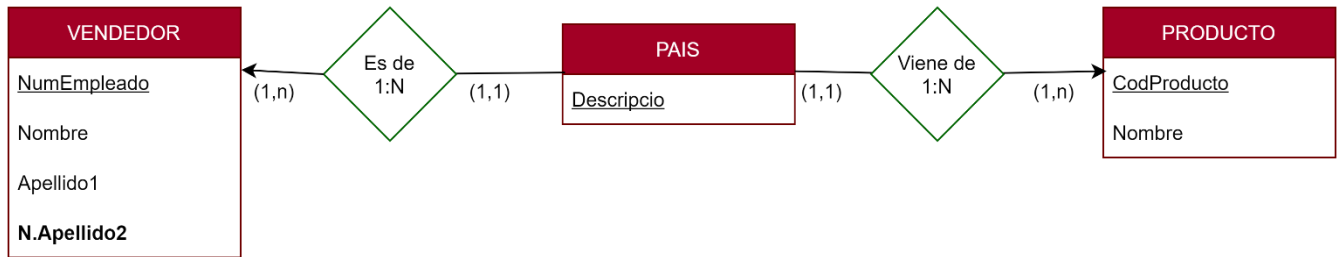 VENDEDOR
NumEmpleado
Nombre
Apellido1
N.Apellido2
(1,n)
Es de
1:N
(1,1)
PAIS
Descripcio
(1,1)
Viene de
1:N
(1,n)
PRODUCTO
CodProducto
Nombre